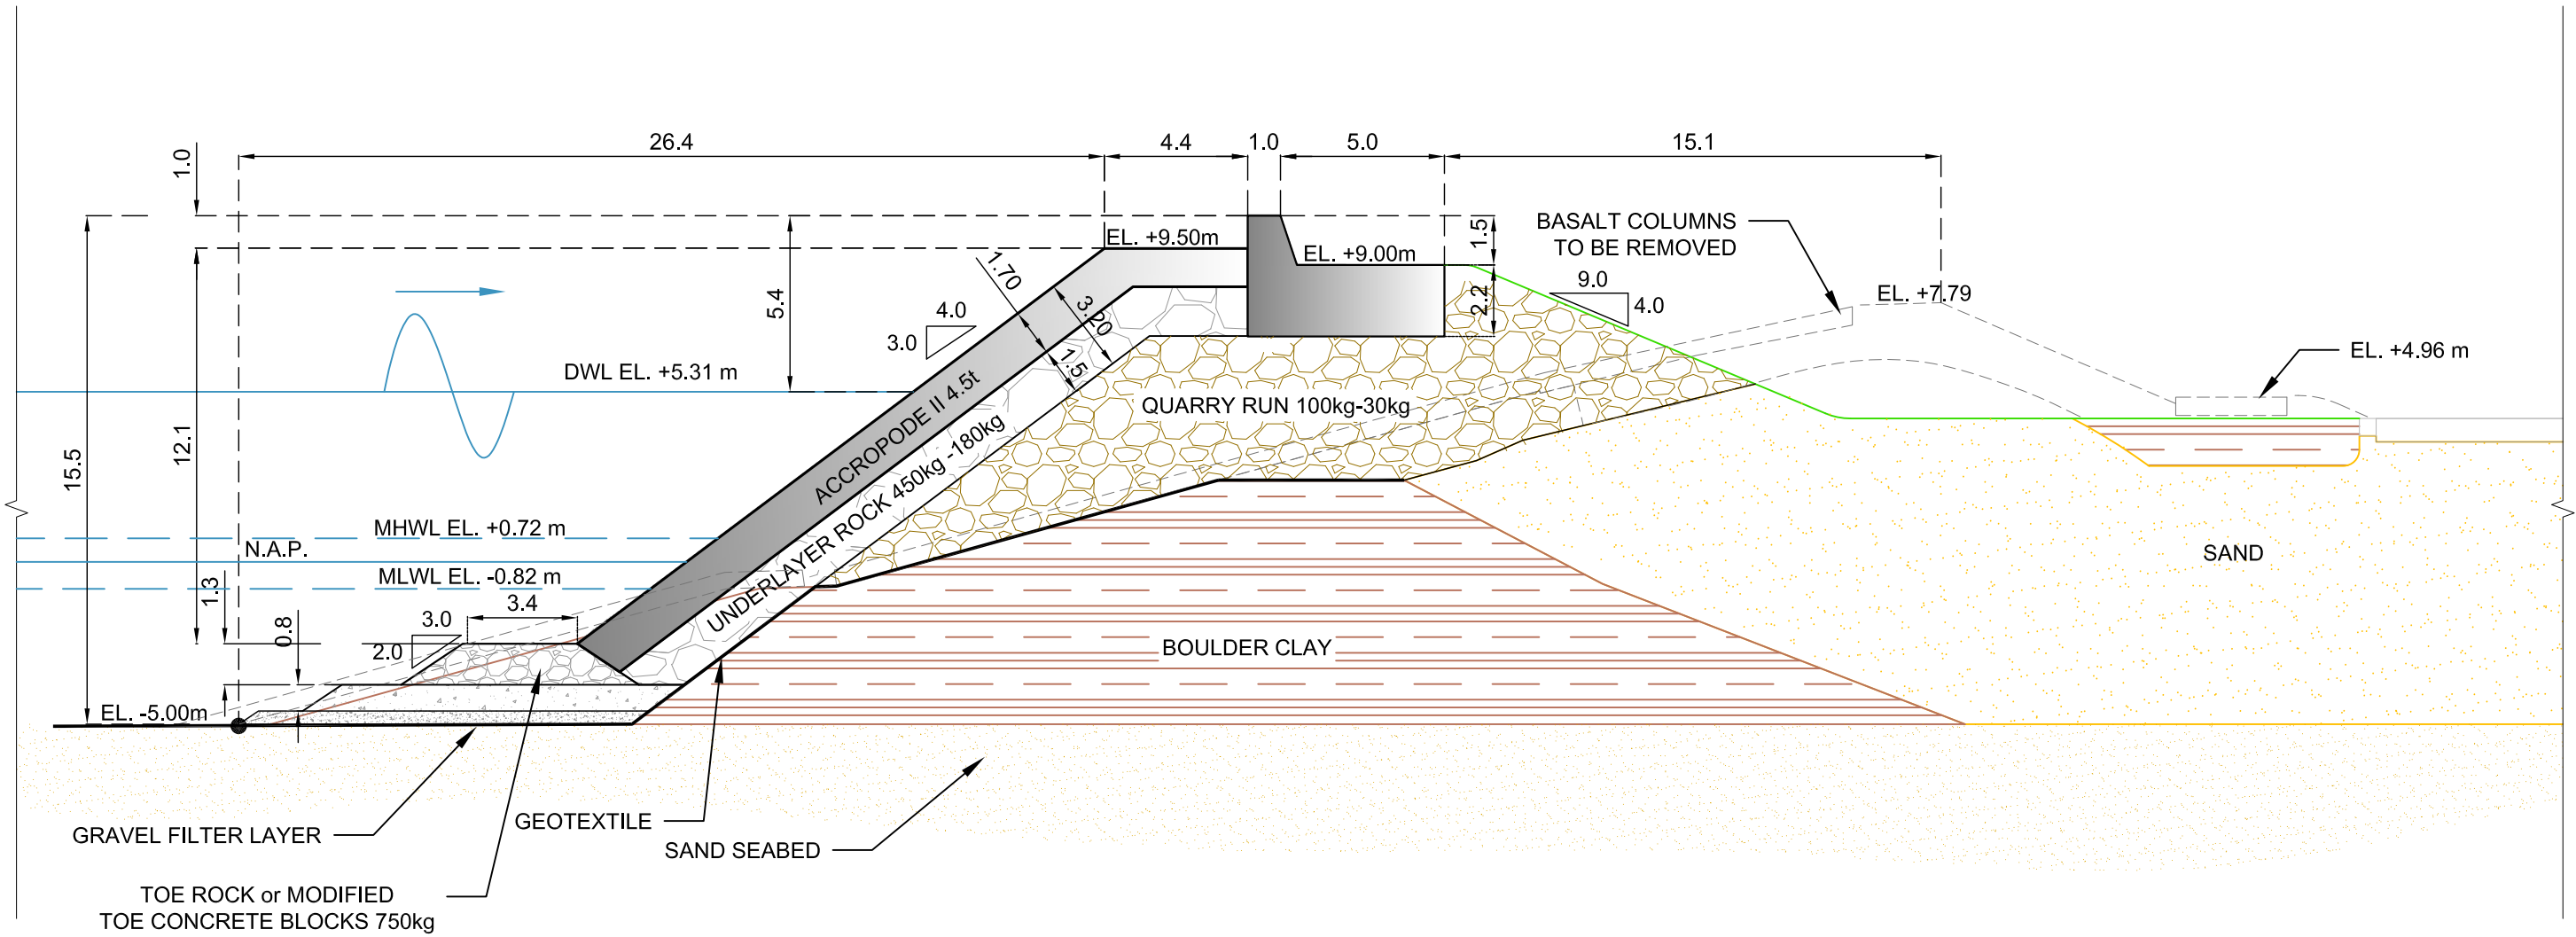 26.4
4.4
1.0
5.0
15.1
1.0
15.5
12.1
5.4
1.5
2.2
EL. +9.50m
EL. +9.00m
BASALT COLUMNS
TO BE REMOVED
9.0
4.0
EL. +7.79
EL. +4.96 m
1.70
3.20
1.5
4.0
3.0
DWL EL. +5.31 m
ACCROPODE II 4.5t
UNDERLAYER ROCK 450kg -180kg
QUARRY RUN 100kg-30kg
MHWL EL. +0.72 m
N.A.P.
MLWL EL. -0.82 m
SAND
1.3
0.8
3.4
3.0
2.0
BOULDER CLAY
EL. -5.00m
GRAVEL FILTER LAYER
GEOTEXTILE
SAND SEABED
TOE ROCK or MODIFIED
TOE CONCRETE BLOCKS 750kg